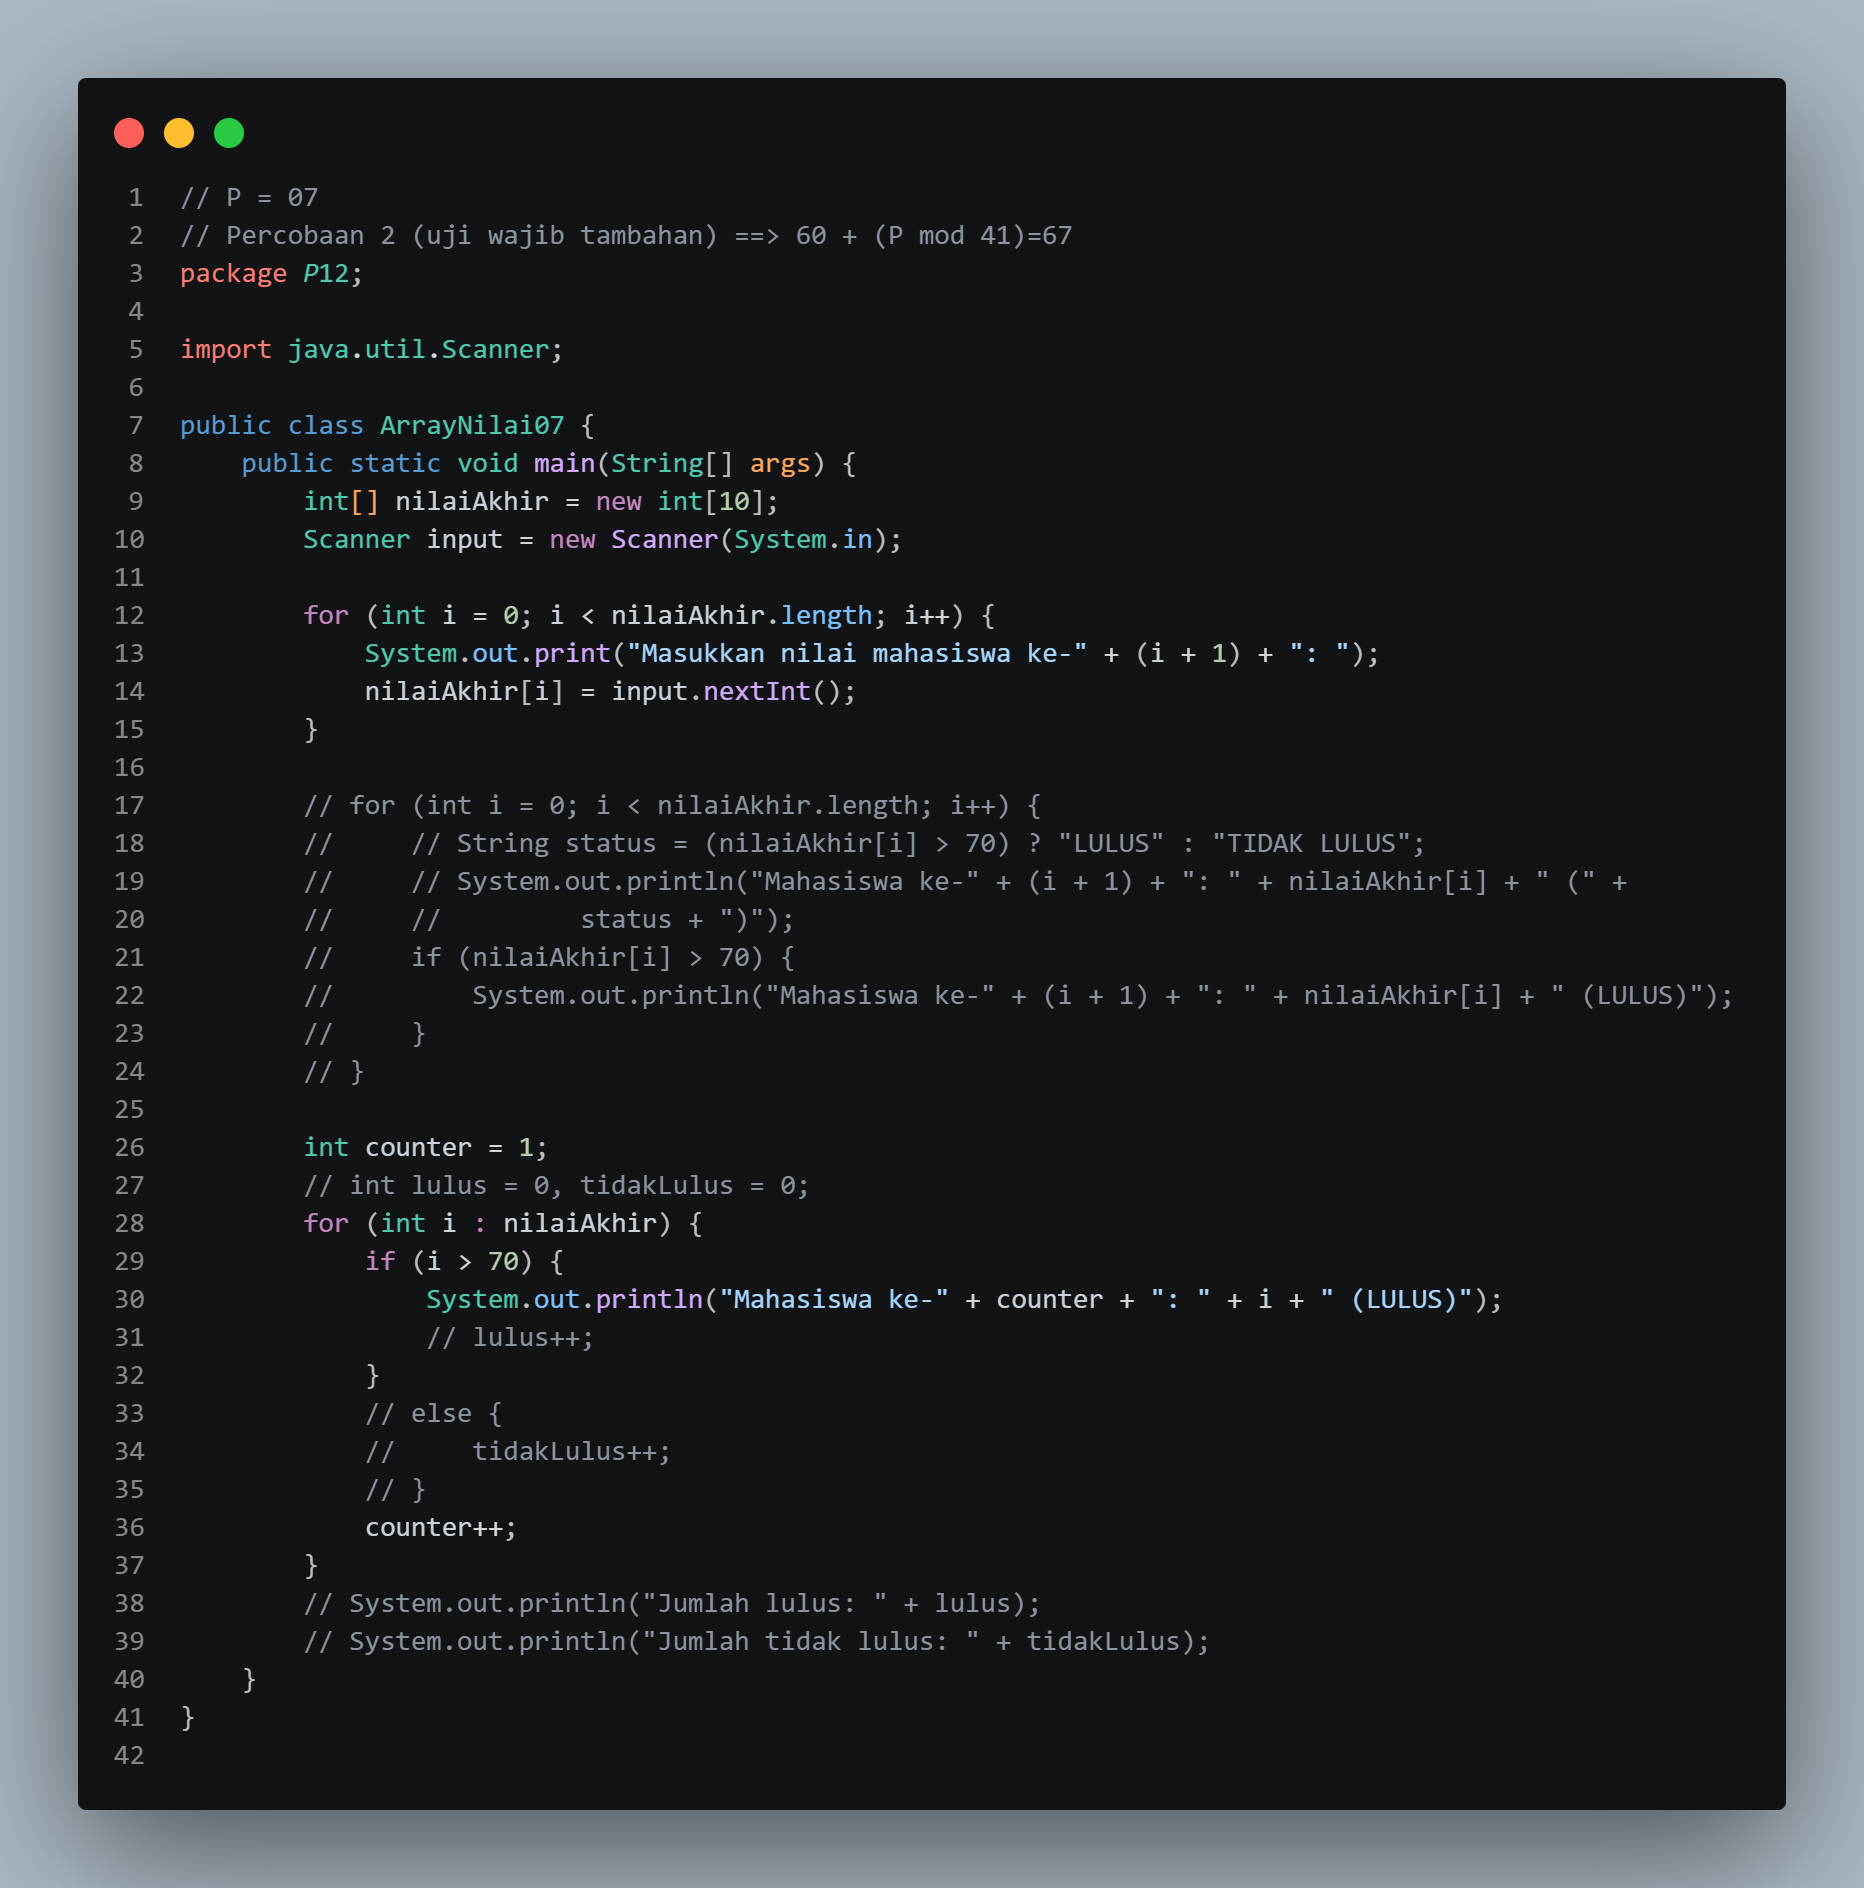 1 // P = 07
2 // Percobaan 2 (uji wajib tambahan) ==> 60 + (P mod 41)=67
3 package P12;
4
5 import java.util.Scanner;
6
7 public class ArrayNilai07 {
8     public static void main(String[] args) {
9         int[] nilaiAkhir = new int[10];
10         Scanner input = new Scanner(System.in);
11
12         for (int i = 0; i < nilaiAkhir.length; i++) {
13             System.out.print("Masukkan nilai mahasiswa ke-" + (i + 1) + ": ");
14             nilaiAkhir[i] = input.nextInt();
15         }
16
17         // for (int i = 0; i < nilaiAkhir.length; i++) {
18         //     // String status = (nilaiAkhir[i] > 70) ? "LULUS" : "TIDAK LULUS";
19         //     // System.out.println("Mahasiswa ke-" + (i + 1) + ": " + nilaiAkhir[i] + " (" +
20         //     //         status + ")");
21         //     if (nilaiAkhir[i] > 70) {
22         //         System.out.println("Mahasiswa ke-" + (i + 1) + ": " + nilaiAkhir[i] + " (LULUS)");
23         //     }
24         // }
25
26         int counter = 1;
27         // int lulus = 0, tidakLulus = 0;
28         for (int i : nilaiAkhir) {
29             if (i > 70) {
30                 System.out.println("Mahasiswa ke-" + counter + ": " + i + " (LULUS)");
31                 // lulus++;
32             }
33             // else {
34             //     tidakLulus++;
35             // }
36             counter++;
37         }
38         // System.out.println("Jumlah lulus: " + lulus);
39         // System.out.println("Jumlah tidak lulus: " + tidakLulus);
40     }
41 }
42